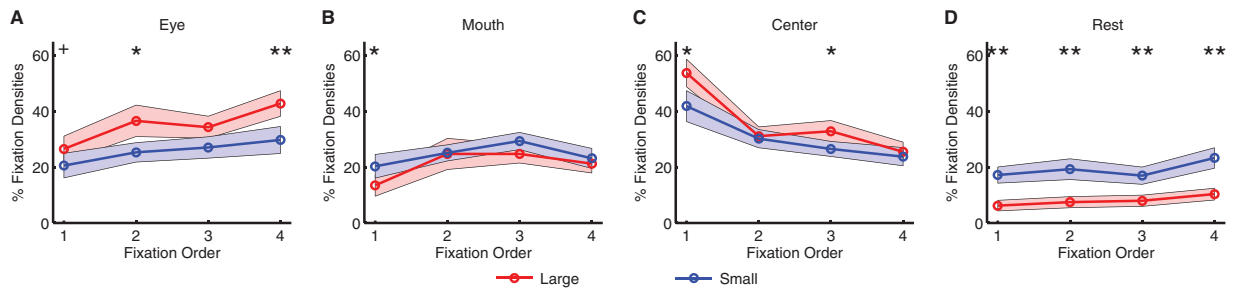 A Eye
+ * **
% Fixation Densities
60
40
20
0
1 2 3 4
Fixation Order
B Mouth
*
% Fixation Densities
60
40
20
0
1 2 3 4
Fixation Order
C Center
* *
% Fixation Densities
60
40
20
0
1 2 3 4
Fixation Order
D Rest
** ** ** **
% Fixation Densities
60
40
20
0
1 2 3 4
Fixation Order
Large Small